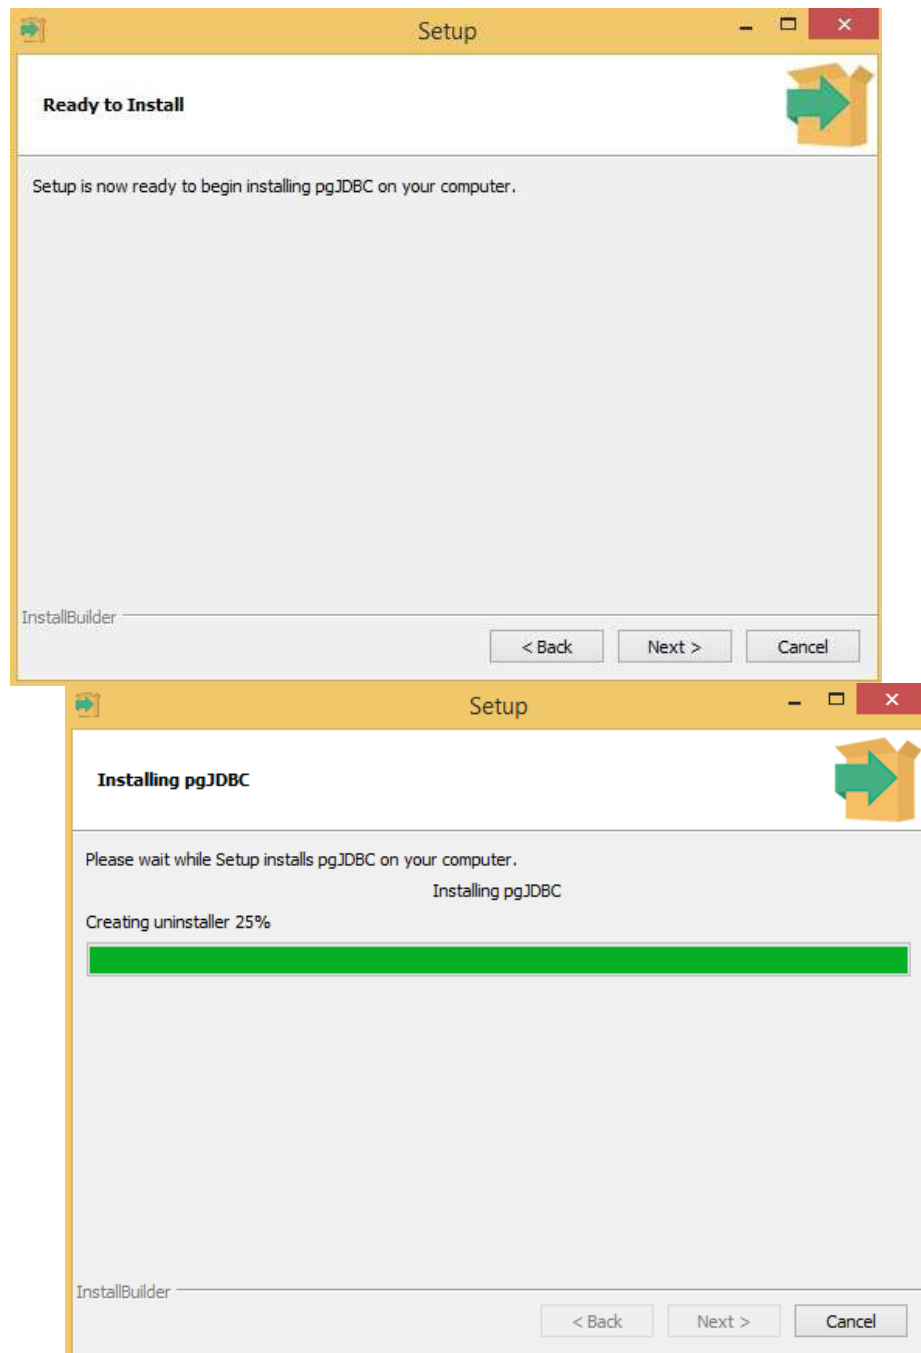 Setup
Ready to Install
Setup is now ready to begin installing pgJDBC on your computer.
InstallBuilder
< Back Next > Cancel
Setup
Installing pgJDBC
Please wait while Setup installs pgJDBC on your computer.
Installing pgJDBC
Creating uninstaller 25%
InstallBuilder
< Back Next > Cancel